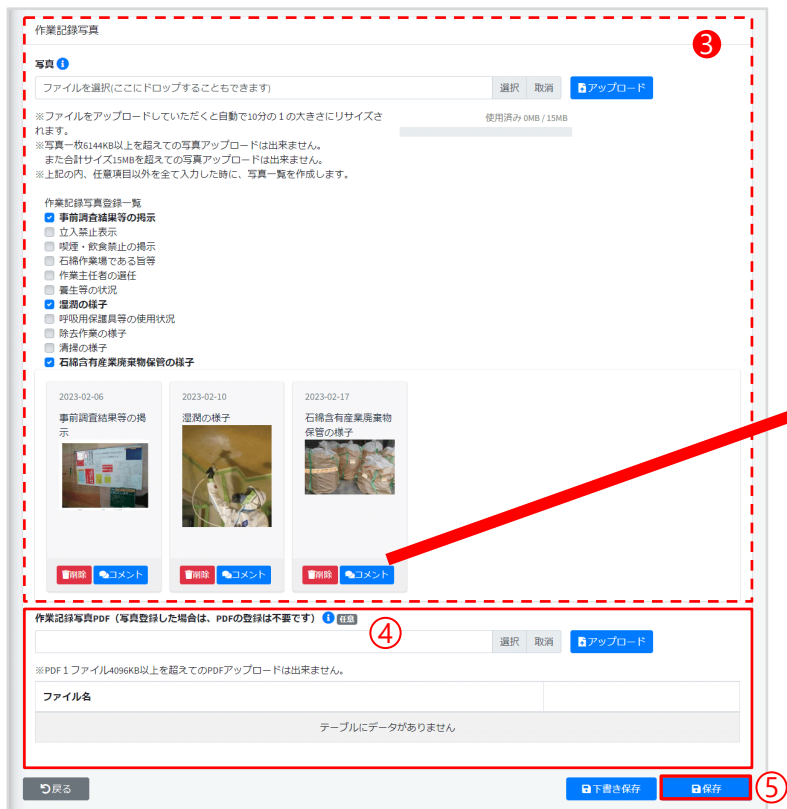 作業記録写真
❸
写真
ファイルを選択(ここにドロップすることもできます)
選択 取消 アップロード
※ファイルをアップロードしていただくと自動で10分の１の大きさにリサイズさ
れます。
使用済み 0MB / 15MB
※写真一枚6144KB以上を超えての写真アップロードは出来ません。
また合計サイズ15MBを超えての写真アップロードは出来ません。
※上記の内、任意項目以外を全て入力した時に、写真一覧を作成します。
作業記録写真登録一覧
事前調査結果等の掲示
立入禁止表示
喫煙・飲食禁止の掲示
石綿作業場である旨等
作業主任者の選任
養生等の状況
湿潤の様子
呼吸用保護具等の使用状況
除去作業の様子
清掃の様子
石綿含有産業廃棄物保管の様子
2023-02-06
事前調査結果等の掲
示
削除 コメント
2023-02-10
湿潤の様子
削除 コメント
2023-02-17
石綿含有産業廃棄物
保管の様子
削除 コメント
作業記録写真PDF（写真登録した場合は、PDFの登録は不要です） 任意
④
選択 取消 アップロード
※PDF１ファイル4096KB以上を超えてのPDFアップロードは出来ません。
ファイル名
テーブルにデータがありません
戻る
下書き保存
保存
⑤